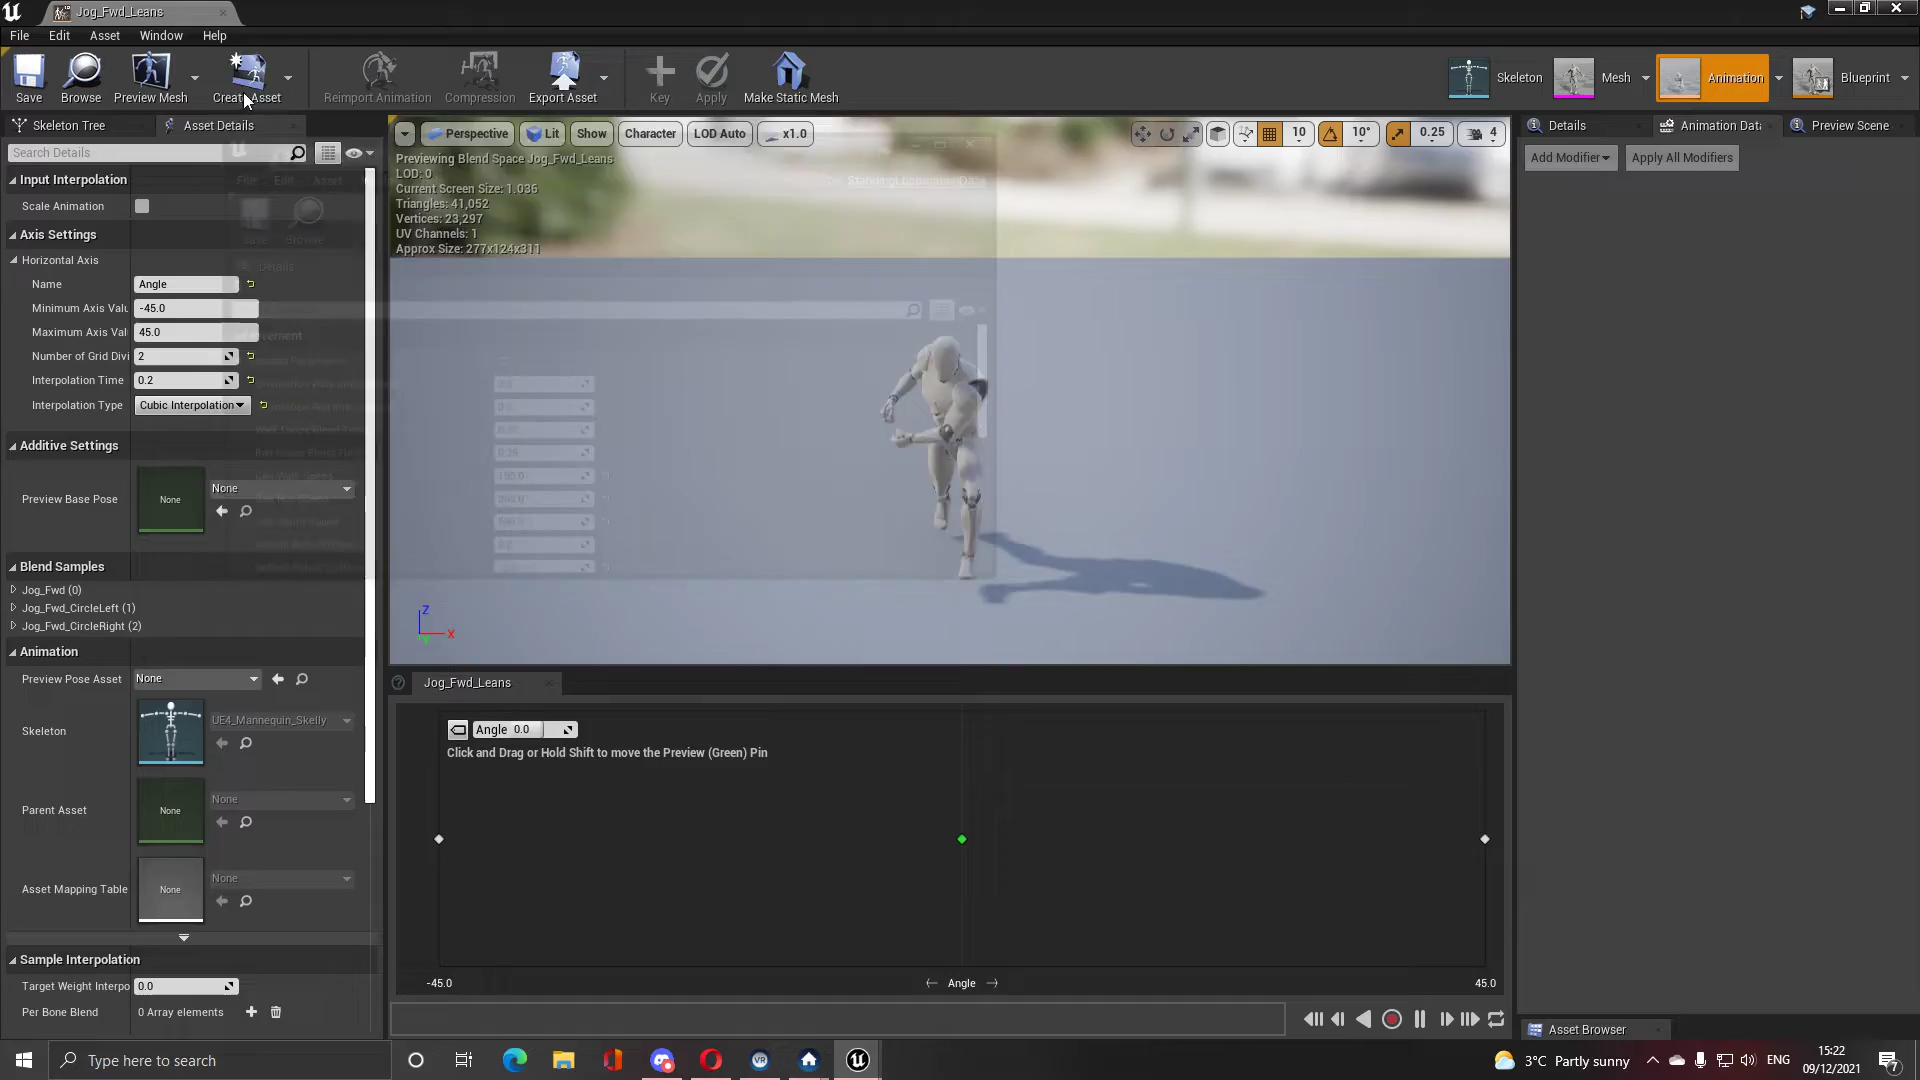 Jog_Fwd_Leans
File Edit Asset Window Help
Save Browse Preview Mesh Create Asset Reimport Animation Compression Export Asset Key Apply Make Static Mesh Skeleton Mesh Animation Blueprint
Skeleton Tree Asset Details
Search Details
Input Interpolation
Scale Animation
Axis Settings
Horizontal Axis
Name Angle
Minimum Axis Valu -45.0
Maximum Axis Val 45.0
Number of Grid Divi 2
Interpolation Time 0.2
Interpolation Type Cubic Interpolation
Additive Settings
Preview Base Pose None None
Blend Samples
Jog_Fwd (0)
Jog_Fwd_CircleLeft (1)
Jog_Fwd_CircleRight (2)
Animation
Preview Pose Asset None
Skeleton UE4_Mannequin_Skelly
Parent Asset None None
Asset Mapping Table None None
Sample Interpolation
Target Weight Interpo 0.0
Per Bone Blend 0 Array elements
Perspective Lit Show Character LOD Auto x1.0 10 10° 0.25 4
Previewing Blend Space Jog_Fwd_Leans
LOD: 0
Current Screen Size: 1.036
Triangles: 41,052
Vertices: 23,297
UV Channels: 1
Approx Size: 277x124x311
File Edit Asset
Save Browse
Details
Z
X
Y
Jog_Fwd_Leans
Angle 0.0
Click and Drag or Hold Shift to move the Preview (Green) Pin
-45.0 Angle 45.0
Details Animation Data Preview Scene
Add Modifier Apply All Modifiers
Asset Browser
Type here to search
3°C Partly sunny ENG 15:22
09/12/2021
7